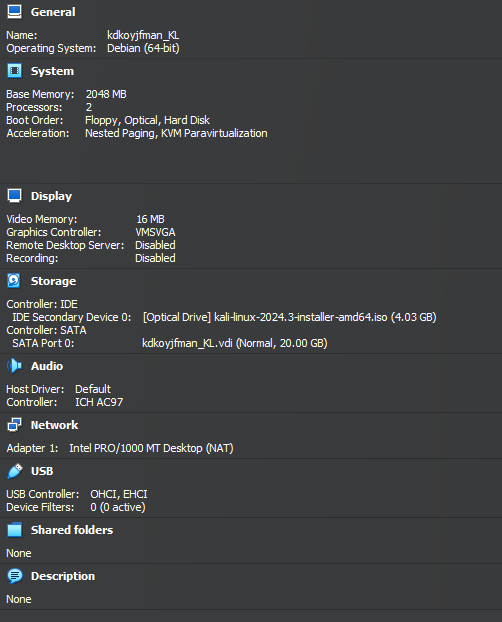 General
Name: kdkoyjfman_KL
Operating System: Debian (64-bit)
System
Base Memory: 2048 MB
Processors: 2
Boot Order: Floppy, Optical, Hard Disk
Acceleration: Nested Paging, KVM Paravirtualization
Display
Video Memory: 16 MB
Graphics Controller: VMSVGA
Remote Desktop Server: Disabled
Recording: Disabled
Storage
Controller: IDE
IDE Secondary Device 0: [Optical Drive] kali-linux-2024.3-installer-amd64.iso (4.03 GB)
Controller: SATA
SATA Port 0: kdkoyjfman_KL.vdi (Normal, 20.00 GB)
Audio
Host Driver: Default
Controller: ICH AC97
Network
Adapter 1: Intel PRO/1000 MT Desktop (NAT)
USB
USB Controller: OHCI, EHCI
Device Filters: 0 (0 active)
Shared folders
None
Description
None